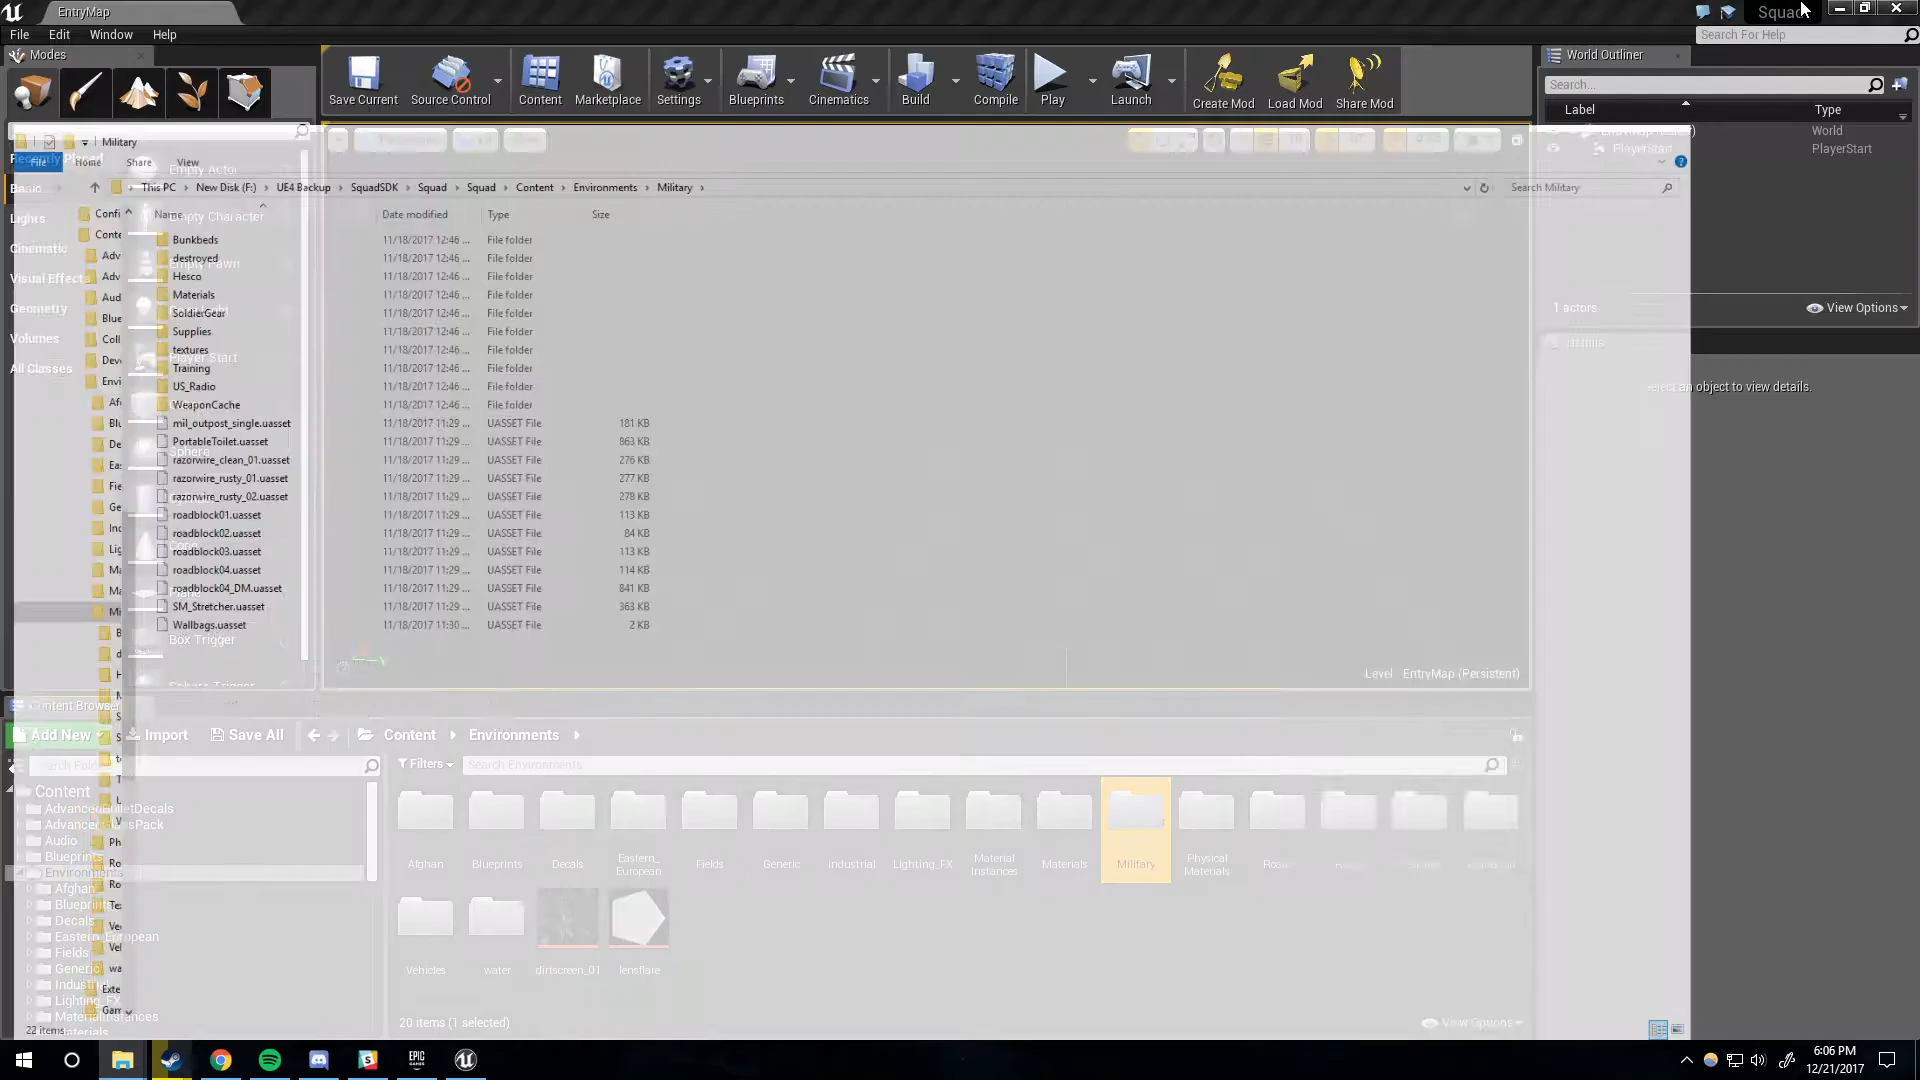 EntryMap
Squad
File Edit Window Help
Search For Help
Modes
Save Current
Source Control
Content
Marketplace
Settings
Blueprints
Cinematics
Build
Compile
Play
Launch
Create Mod
Load Mod
Share Mod
World Outliner
Search...
Label
Type
World
PlayerStart PlayerStart
1 actors
View Options
select an object to view details.
Recently Placed
Basic
Lights
Cinematic
Visual Effects
Geometry
Volumes
All Classes
Empty Actor
Empty Character
Empty Pawn
Player Start
Sphere
Box Trigger
Sphere Trigger
Military
File Home Share View
This PC New Disk (F:) UE4 Backup SquadSDK Squad Squad Content Environments Military
Search Military
Name Date modified Type Size
Bunkbeds 11/18/2017 12:46 ... File folder
destroyed 11/18/2017 12:46 ... File folder
Hesco 11/18/2017 12:46 ... File folder
Materials 11/18/2017 12:46 ... File folder
SoldierGear 11/18/2017 12:46 ... File folder
Supplies 11/18/2017 12:46 ... File folder
textures 11/18/2017 12:46 ... File folder
Training 11/18/2017 12:46 ... File folder
US_Radio 11/18/2017 12:46 ... File folder
WeaponCache 11/18/2017 12:46 ... File folder
mil_outpost_single.uasset 11/18/2017 11:29 ... UASSET File 181 KB
PortableToilet.uasset 11/18/2017 11:29 ... UASSET File 863 KB
razorwire_clean_01.uasset 11/18/2017 11:29 ... UASSET File 276 KB
razorwire_rusty_01.uasset 11/18/2017 11:29 ... UASSET File 277 KB
razorwire_rusty_02.uasset 11/18/2017 11:29 ... UASSET File 278 KB
roadblock01.uasset 11/18/2017 11:29 ... UASSET File 113 KB
roadblock02.uasset 11/18/2017 11:29 ... UASSET File 84 KB
roadblock03.uasset 11/18/2017 11:29 ... UASSET File 113 KB
roadblock04.uasset 11/18/2017 11:29 ... UASSET File 114 KB
roadblock04_DM.uasset 11/18/2017 11:29 ... UASSET File 841 KB
SM_Stretcher.uasset 11/18/2017 11:29 ... UASSET File 363 KB
Wallbags.uasset 11/18/2017 11:30 ... UASSET File 2 KB
22 items
Level EntryMap (Persistent)
Content Browser
Add New Import Save All Content Environments
Filters
Search Environments
Content
AdvancedBulletDecals
Audio
Blueprints
Environments
Afghan
Blueprints
Decals
Eastern_European
Fields
Generic
Industrial
Lighting_FX
MaterialInstances
Materials
Afghan Blueprints Decals Eastern_ European Fields Generic industrial Lighting_FX Material Instances Materials Military Physical Materials
Vehicles water dirtscreen_01 lensflare
20 items (1 selected)
View Options
EPIC GAMES
6:06 PM
12/21/2017